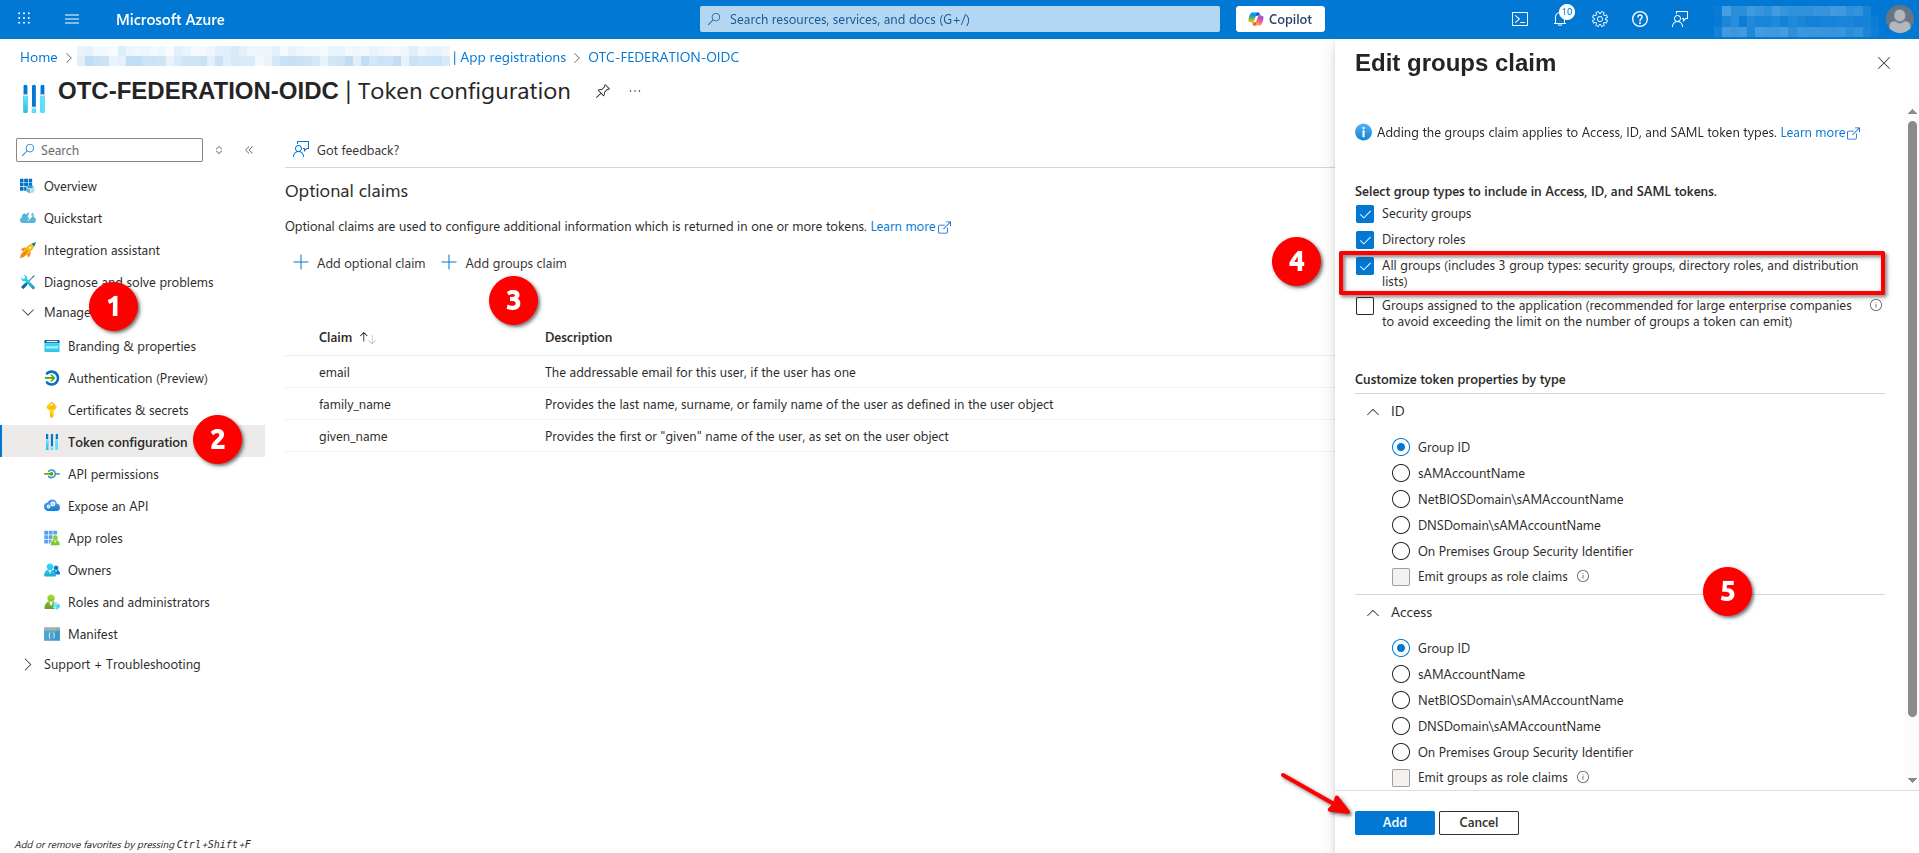 Microsoft Azure
Search resources, services, and docs (G+/)
Copilot
10
Home
| App registrations
OTC-FEDERATION-OIDC
OTC-FEDERATION-OIDC | Token configuration
Search
Overview
Quickstart
Integration assistant
Diagnose and solve problems
1
Manage
Branding & properties
Authentication (Preview)
Certificates & secrets
Token configuration
2
API permissions
Expose an API
App roles
Owners
Roles and administrators
Manifest
Support + Troubleshooting
Add or remove favorites by pressing Ctrl+Shift+F
Got feedback?
Optional claims
Optional claims are used to configure additional information which is returned in one or more tokens. Learn more
Add optional claim
Add groups claim
3
Claim
Description
email
The addressable email for this user, if the user has one
family_name
Provides the last name, surname, or family name of the user as defined in the user object
given_name
Provides the first or "given" name of the user, as set on the user object
Edit groups claim
Adding the groups claim applies to Access, ID, and SAML token types. Learn more
Select group types to include in Access, ID, and SAML tokens.
Security groups
Directory roles
4
All groups (includes 3 group types: security groups, directory roles, and distribution
lists)
Groups assigned to the application (recommended for large enterprise companies
to avoid exceeding the limit on the number of groups a token can emit)
Customize token properties by type
ID
Group ID
sAMAccountName
NetBIOSDomain\sAMAccountName
DNSDomain\sAMAccountName
On Premises Group Security Identifier
Emit groups as role claims
5
Access
Group ID
sAMAccountName
NetBIOSDomain\sAMAccountName
DNSDomain\sAMAccountName
On Premises Group Security Identifier
Emit groups as role claims
Add
Cancel